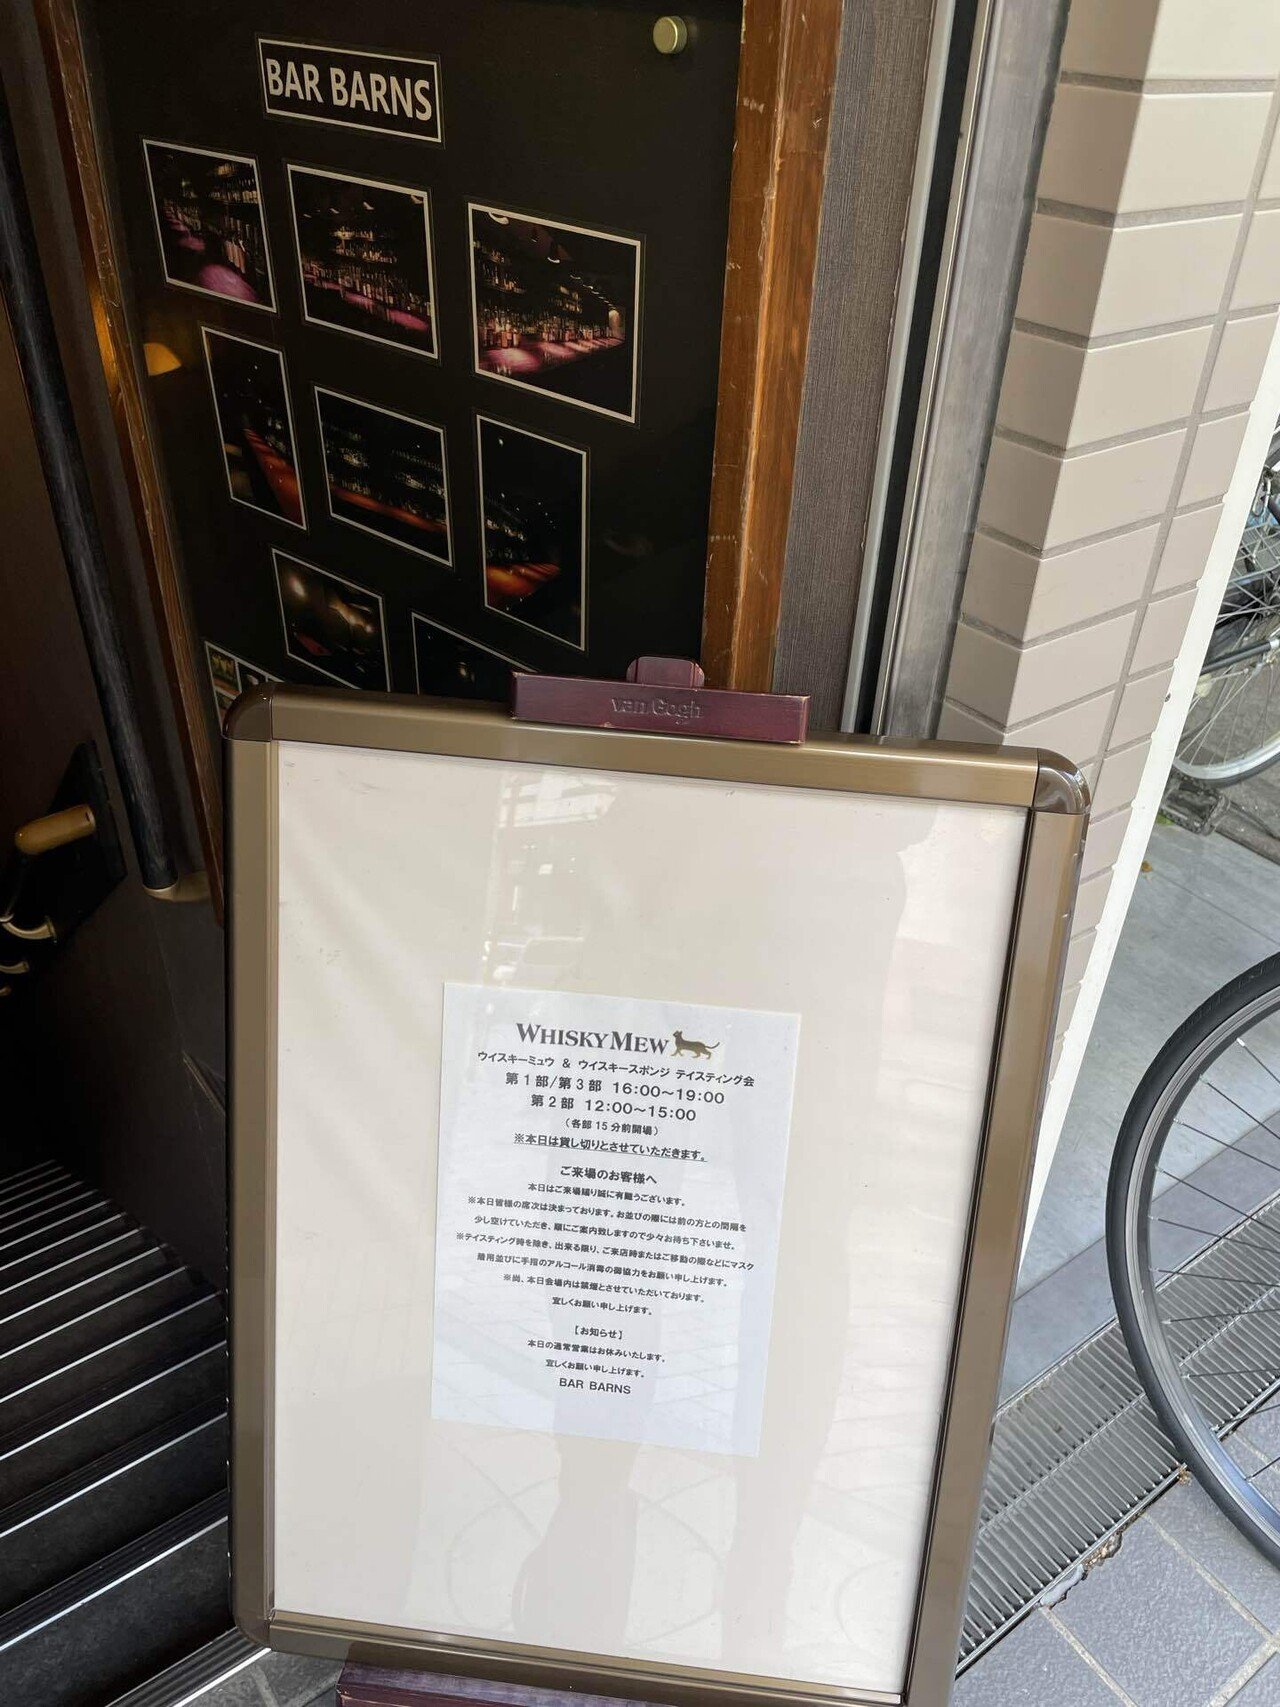 BAR BARNS
van Gogh
WHISKY MEW
ウイスキーミュウ & ウイスキースポンジ テイスティング会
第1部/第3部 16:00～19:00
第2部 12:00～15:00
(各部15分前開場)
※本日は貸し切りとさせていただきます。
ご来場のお客様へ
本日はご来場賜り誠に有難うございます。
※本日皆様の席次は決まっております。お並びの際には前の方との間隔を
少し空けていただき、順にご案内致しますので少々お待ち下さいませ。
※テイスティング時を除き、出来る限り、ご来店時またはご移動の際などにマスク
着用並びに手指のアルコール消毒の御協力をお願い申し上げます。
※尚、本日会場内は禁煙とさせていただいております。
宜しくお願い申し上げます。
【お知らせ】
本日の通常営業はお休みいたします。
宜しくお願い申し上げます。
BAR BARNS